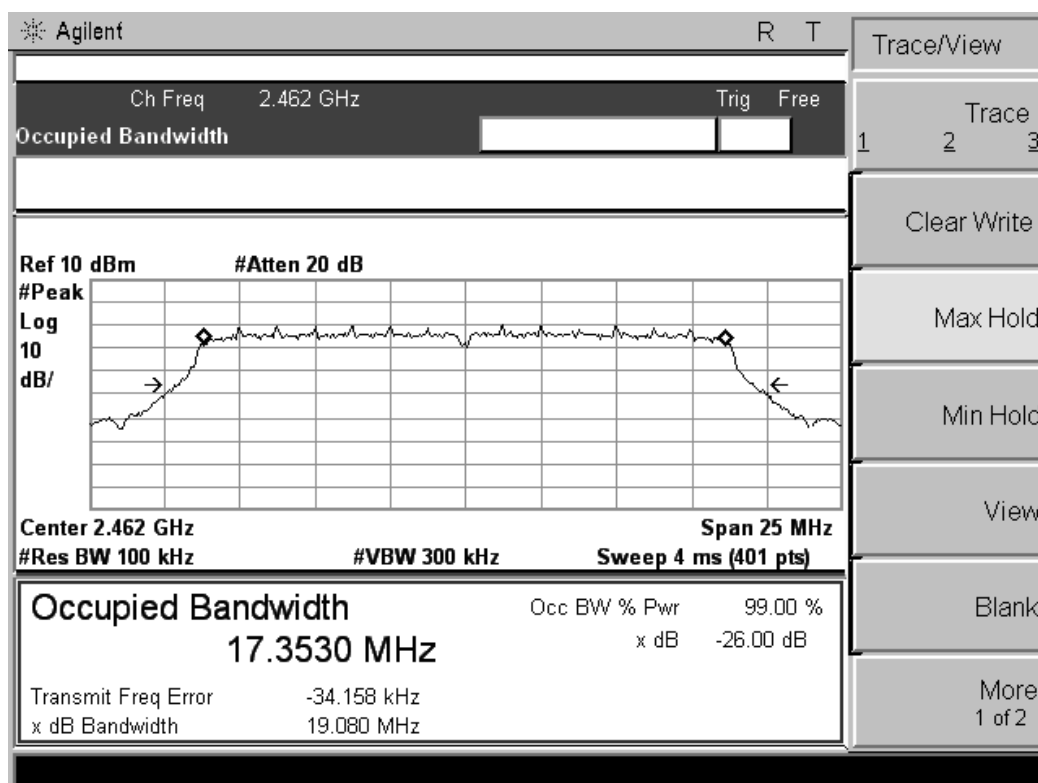 Agilent R T
Ch Freq 2.462 GHz Trig Free
Occupied Bandwidth
Ref 10 dBm #Atten 20 dB
#Peak
Log
10
dB/
Center 2.462 GHz Span 25 MHz
#Res BW 100 kHz #VBW 300 kHz Sweep 4 ms (401 pts)
Occupied Bandwidth
17.3530 MHz
Occ BW % Pwr 99.00 %
x dB -26.00 dB
Transmit Freq Error -34.158 kHz
x dB Bandwidth 19.080 MHz
Trace/View
Trace
1 2 3
Clear Write
Max Hold
Min Hold
View
Blank
More
1 of 2